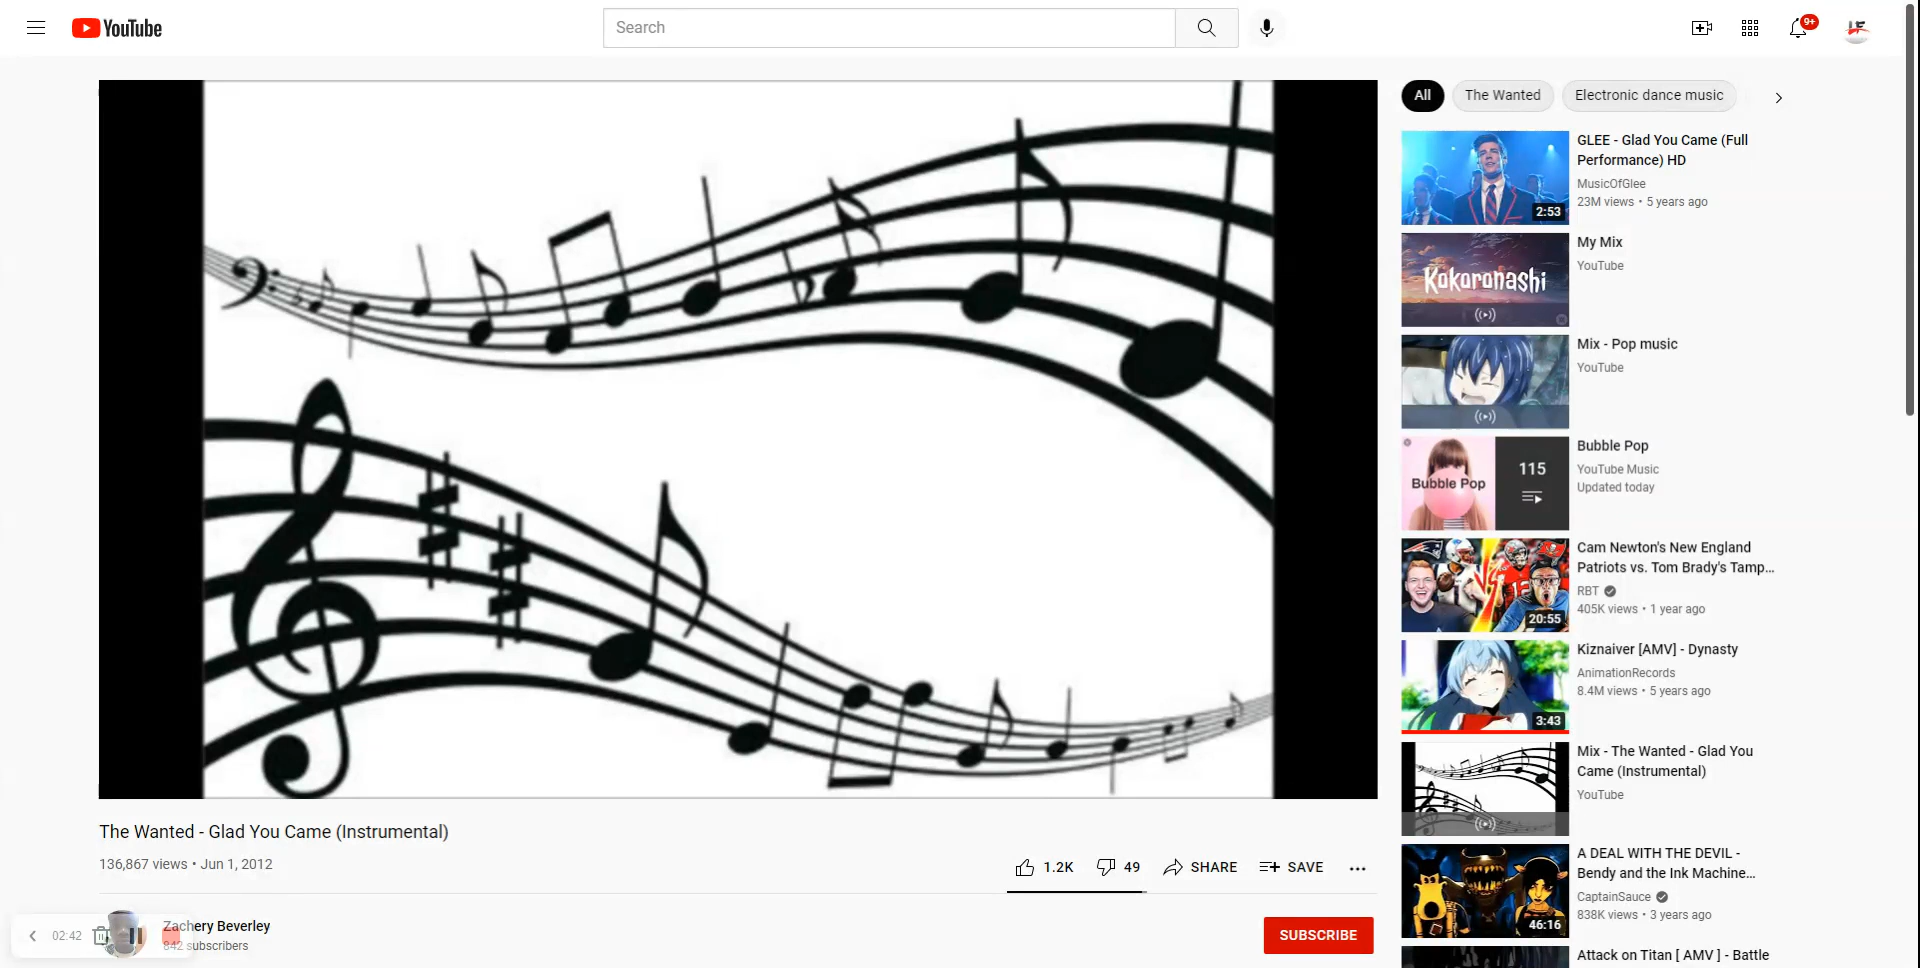 YouTube
Search
9+
All
The Wanted
Electronic dance music
GLEE - Glad You Came (Full
Performance) HD
MusicOfGlee
23M views • 5 years ago
2:53
My Mix
YouTube
Kokoronashi
Mix - Pop music
YouTube
Bubble Pop
YouTube Music
Updated today
Bubble Pop
115
Cam Newton's New England
Patriots vs. Tom Brady's Tamp...
RBT
405K views • 1 year ago
20:55
Kiznaiver [AMV] - Dynasty
AnimationRecords
8.4M views • 5 years ago
3:43
Mix - The Wanted - Glad You
Came (Instrumental)
YouTube
A DEAL WITH THE DEVIL -
Bendy and the Ink Machine...
CaptainSauce
838K views • 3 years ago
46:16
Attack on Titan [ AMV ] - Battle
The Wanted - Glad You Came (Instrumental)
136,867 views • Jun 1, 2012
1.2K
49
SHARE
SAVE
Zachery Beverley
842 subscribers
SUBSCRIBE
02:42